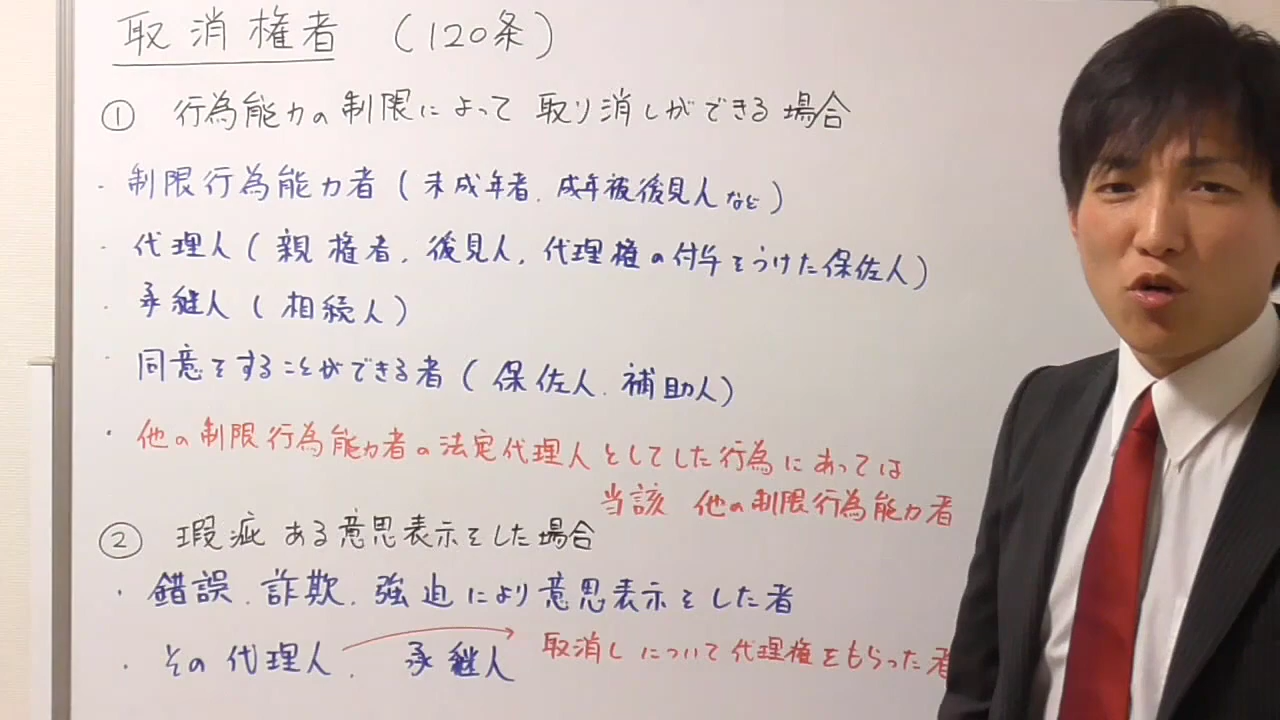 取消権者 (120条)
① 行為能力の制限によって取り消しができる場合
・制限行為能力者(未成年者、成年被後見人など)
・代理人(親権者、後見人、代理権の付与をうけた保佐人)
・承継人(相続人)
・同意をすることができる者(保佐人、補助人)
・他の制限行為能力者の法定代理人としてした行為にあっては
当該 他の制限行為能力者
② 瑕疵ある意思表示をした場合
・錯誤、詐欺、強迫により意思表示をした者
・その代理人、承継人 取消しについて代理権をもらった者